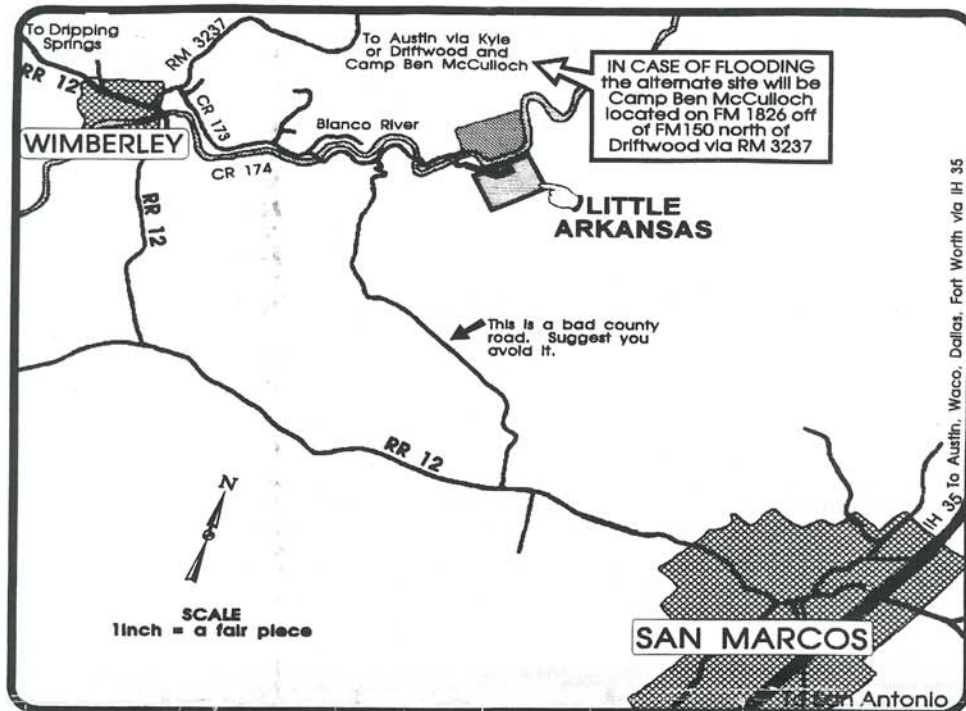 To Dripping
Springs
RR 12
RM 3237
To Austin via Kyle
or Driftwood and
Camp Ben McCulloch
IN CASE OF FLOODING
the alternate site will be
Camp Ben McCulloch
located on FM 1826 off
of FM150 north of
Driftwood via RM 3237
WIMBERLEY
CR 173
CR 174
Blanco River
LITTLE
ARKANSAS
RR 12
This is a bad county
road. Suggest you
avoid it.
RR 12
N
SCALE
1inch = a fair piece
IH 35
To Austin, Waco, Dallas, Fort Worth via IH 35
SAN MARCOS
To San Antonio